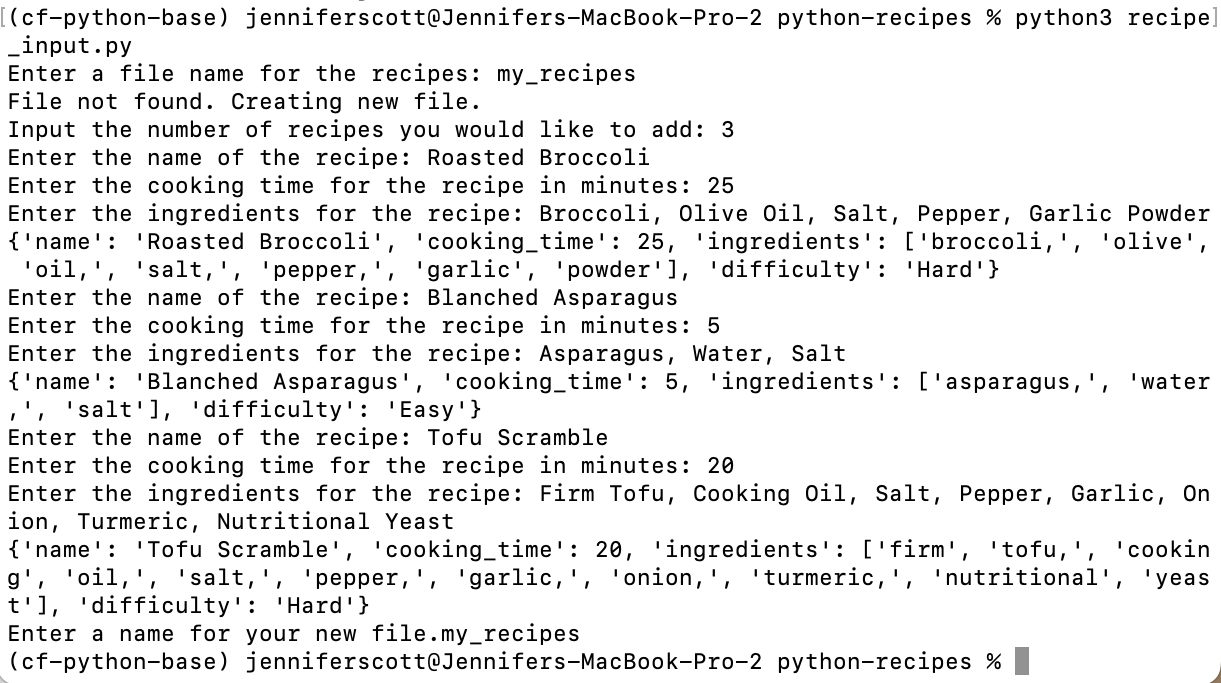 [(cf-python-base) jenniferscott@Jennifers-MacBook-Pro-2 python-recipes % python3 recipe]
_input.py
Enter a file name for the recipes: my_recipes
File not found. Creating new file.
Input the number of recipes you would like to add: 3
Enter the name of the recipe: Roasted Broccoli
Enter the cooking time for the recipe in minutes: 25
Enter the ingredients for the recipe: Broccoli, Olive Oil, Salt, Pepper, Garlic Powder
{'name': 'Roasted Broccoli', 'cooking_time': 25, 'ingredients': ['broccoli,', 'olive',
 'oil,', 'salt,', 'pepper,', 'garlic', 'powder'], 'difficulty': 'Hard'}
Enter the name of the recipe: Blanched Asparagus
Enter the cooking time for the recipe in minutes: 5
Enter the ingredients for the recipe: Asparagus, Water, Salt
{'name': 'Blanched Asparagus', 'cooking_time': 5, 'ingredients': ['asparagus,', 'water
,', 'salt'], 'difficulty': 'Easy'}
Enter the name of the recipe: Tofu Scramble
Enter the cooking time for the recipe in minutes: 20
Enter the ingredients for the recipe: Firm Tofu, Cooking Oil, Salt, Pepper, Garlic, On
ion, Turmeric, Nutritional Yeast
{'name': 'Tofu Scramble', 'cooking_time': 20, 'ingredients': ['firm', 'tofu,', 'cookin
g', 'oil,', 'salt,', 'pepper,', 'garlic,', 'onion,', 'turmeric,', 'nutritional', 'yeas
t'], 'difficulty': 'Hard'}
Enter a name for your new file.my_recipes
(cf-python-base) jenniferscott@Jennifers-MacBook-Pro-2 python-recipes %